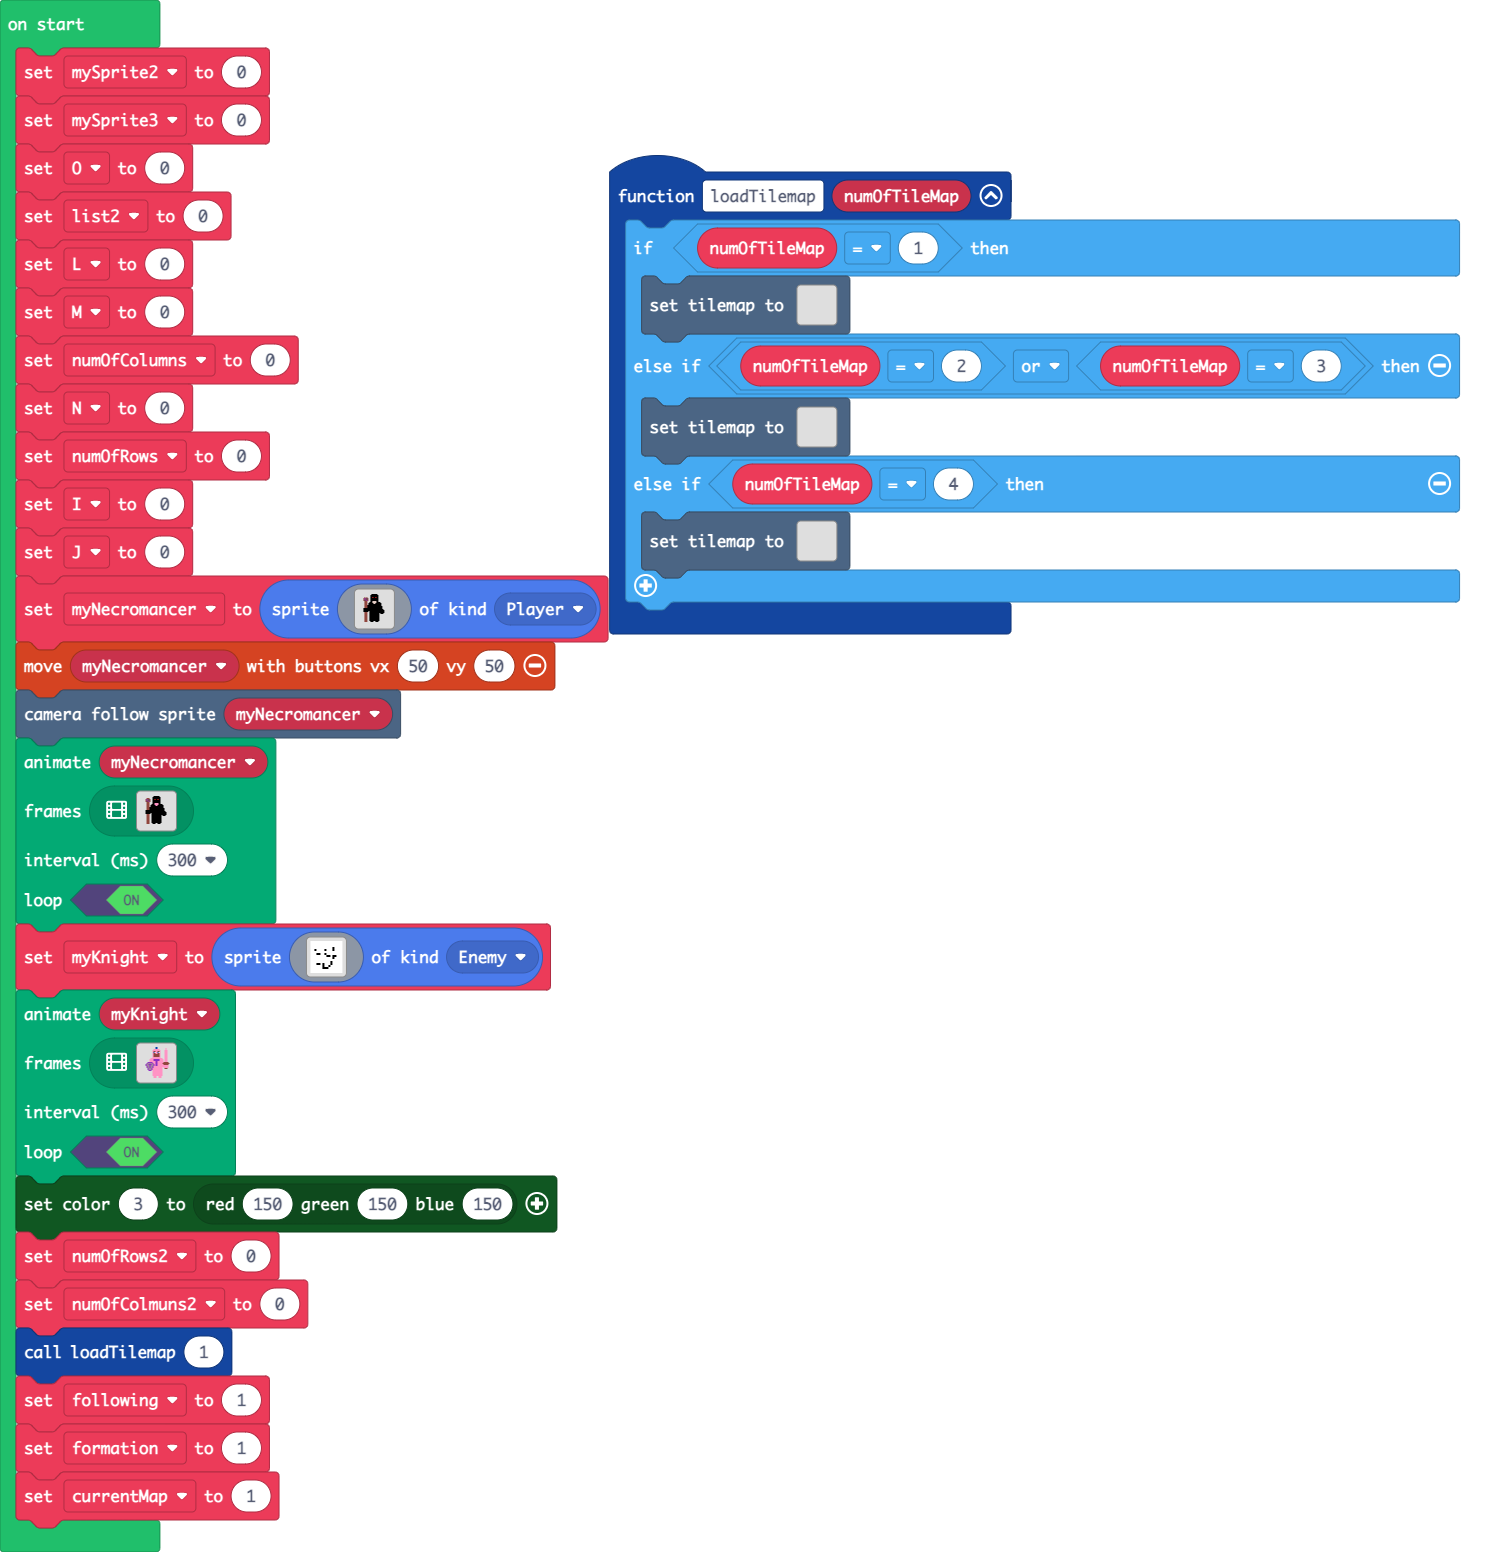 on start
set mySprite2 to 0
set mySprite3 to 0
set O to 0
set list2 to 0
set L to 0
set M to 0
set numOfColumns to 0
set N to 0
set numOfRows to 0
set I to 0
set J to 0
set myNecromancer to sprite of kind Player
move myNecromancer with buttons vx 50 vy 50
camera follow sprite myNecromancer
animate myNecromancer
frames
interval (ms) 300
loop ON
set myKnight to sprite of kind Enemy
animate myKnight
frames
interval (ms) 300
loop ON
set color 3 to red 150 green 150 blue 150
set numOfRows2 to 0
set numOfColmuns2 to 0
call loadTilemap 1
set following to 1
set formation to 1
set currentMap to 1
function loadTilemap numOfTileMap
if numOfTileMap = 1 then
set tilemap to
else if numOfTileMap = 2 or numOfTileMap = 3 then
set tilemap to
else if numOfTileMap = 4 then
set tilemap to